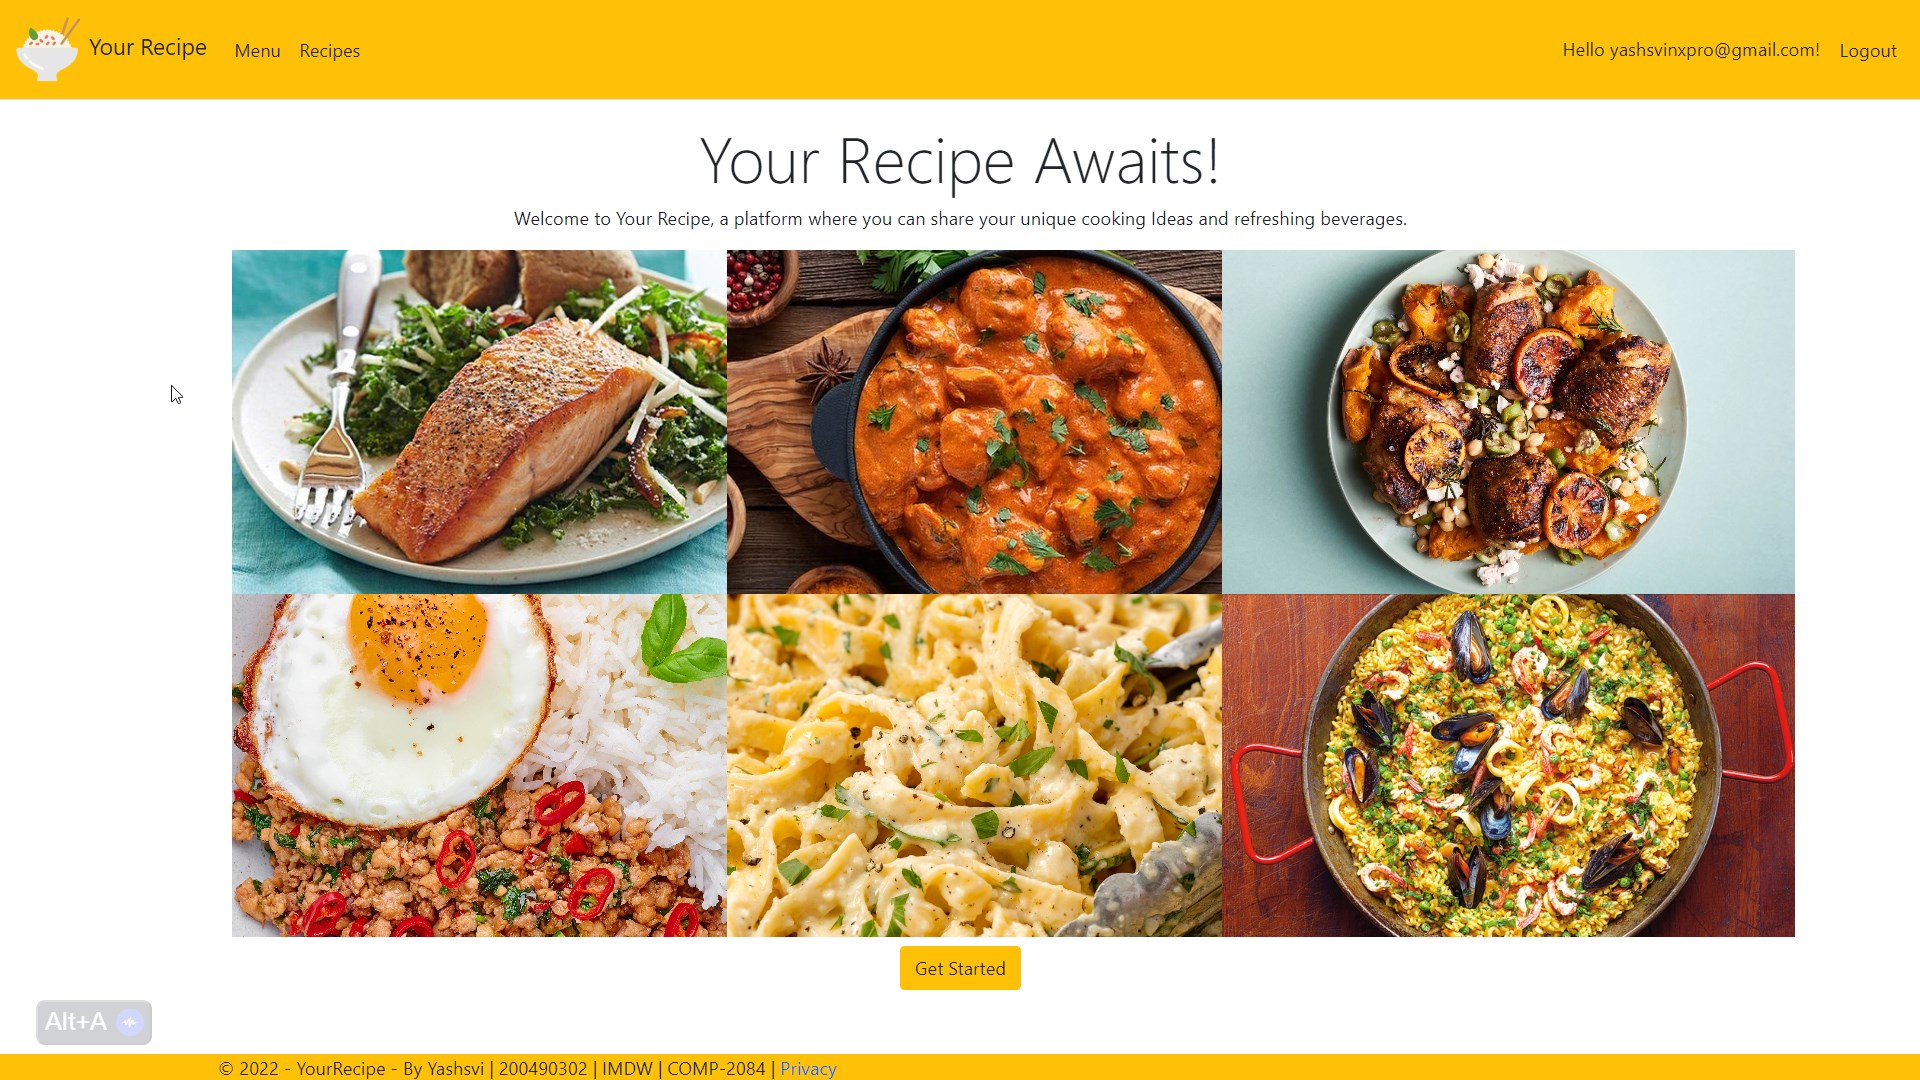 Your Recipe
Menu
Recipes
Hello yashsvinxpro@gmail.com!
Logout
Your Recipe Awaits!
Welcome to Your Recipe, a platform where you can share your unique cooking Ideas and refreshing beverages.
Get Started
Alt+A
© 2022 - YourRecipe - By Yashsvi | 200490302 | IMDW | COMP-2084 | Privacy